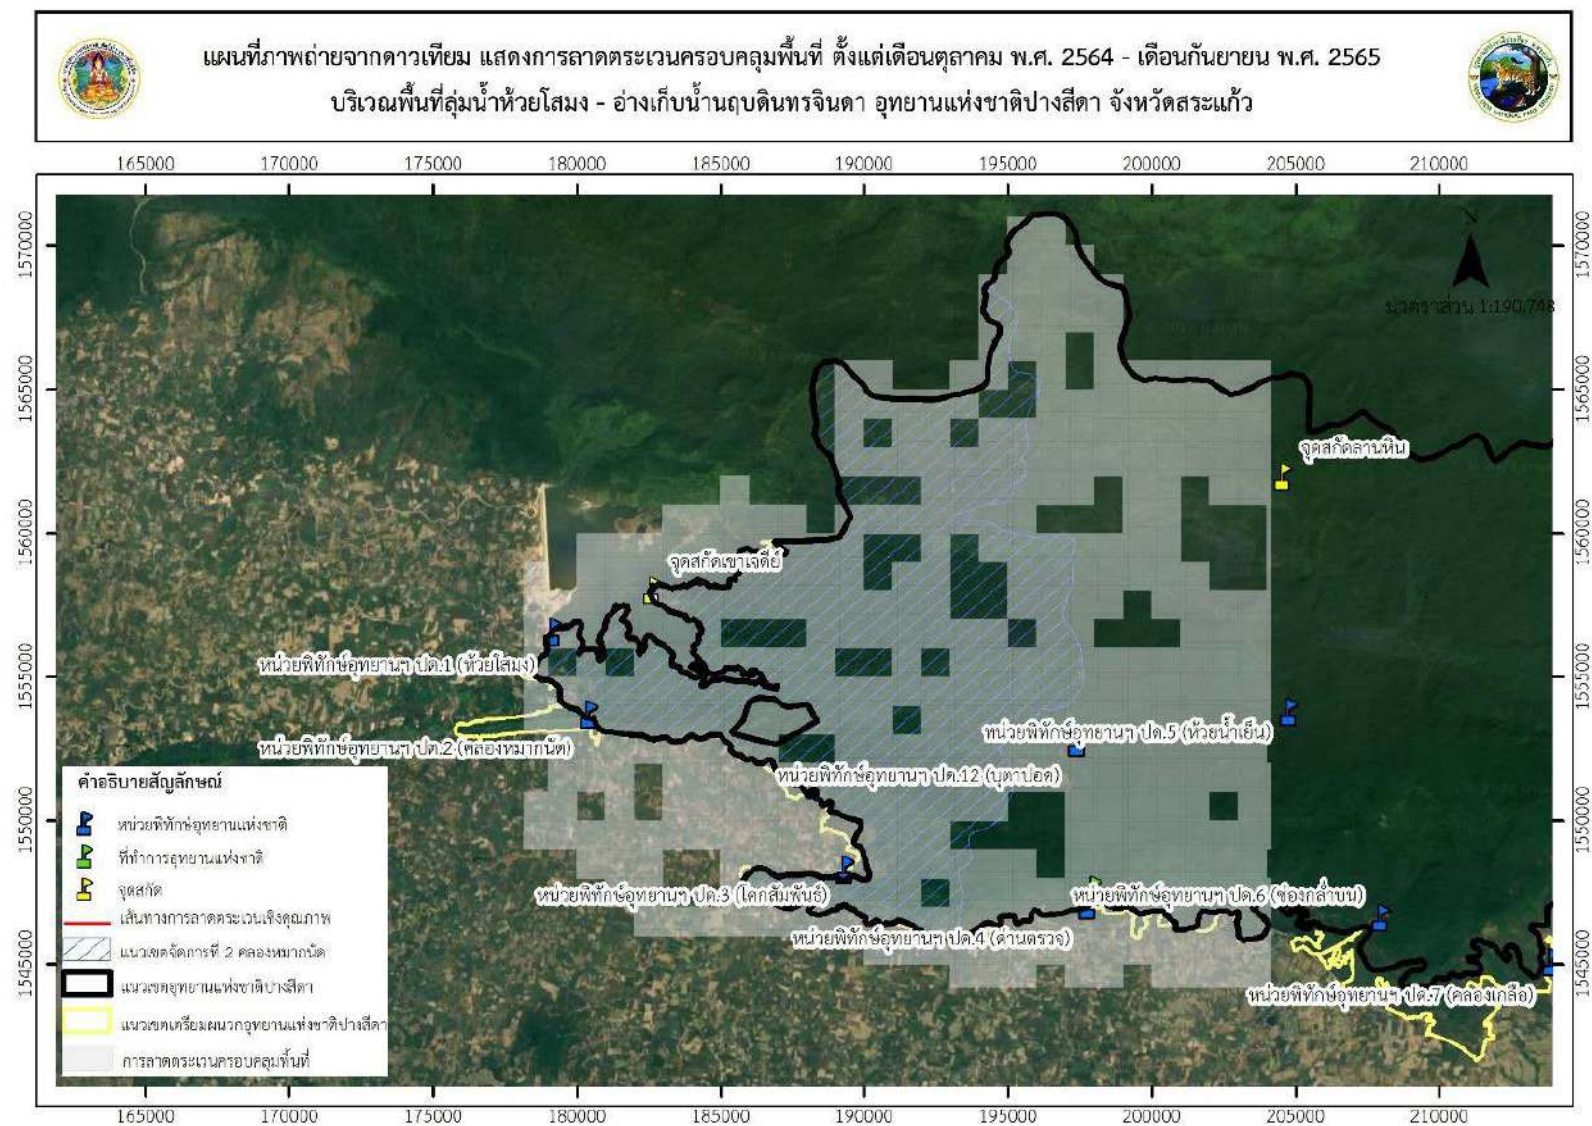 แผนที่ภาพถ่ายจากดาวเทียม แสดงการลาดตระเวนครอบคลุมพื้นที่ ตั้งแต่เดือนตุลาคม พ.ศ. 2564 - เดือนกันยายน พ.ศ. 2565
บริเวณพื้นที่ลุ่มน้ำห้วยโสมง - อ่างเก็บน้ำนฤบดินทรจินดา อุทยานแห่งชาติปางสีดา จังหวัดสระแก้ว
165000 170000 175000 180000 185000 190000 195000 200000 205000 210000
1570000 1570000
N
มาตราส่วน 1:190,748
1565000 1565000
จุดสกัดลานหิน
1560000 1560000
จุดสกัดเขาเจดีย์
1555000 1555000
หน่วยพิทักษ์อุทยานฯ ปด.1 (ห้วยโสมง)
หน่วยพิทักษ์อุทยานฯ ปด.5 (ห้วยน้ำเย็น)
หน่วยพิทักษ์อุทยานฯ ปด.2 (คลองหมากนัด)
หน่วยพิทักษ์อุทยานฯ ปด.12 (บุตาปอด)
1550000 1550000
หน่วยพิทักษ์อุทยานฯ ปด.3 (โคกสัมพันธ์)
หน่วยพิทักษ์อุทยานฯ ปด.6 (ช่องกล่ำบน)
หน่วยพิทักษ์อุทยานฯ ปด.4 (ด่านตรวจ)
1545000 1545000
หน่วยพิทักษ์อุทยานฯ ปด.7 (คลองเกลือ)
คำอธิบายสัญลักษณ์
หน่วยพิทักษ์อุทยานแห่งชาติ
ที่ทำการอุทยานแห่งชาติ
จุดสกัด
เส้นทางการลาดตระเวนเชิงคุณภาพ
แนวเขตจัดการที่ 2 คลองหมากนัด
แนวเขตอุทยานแห่งชาติปางสีดา
แนวเขตเตรียมผนวกอุทยานแห่งชาติปางสีดา
การลาดตระเวนครอบคลุมพื้นที่
165000 170000 175000 180000 185000 190000 195000 200000 205000 210000